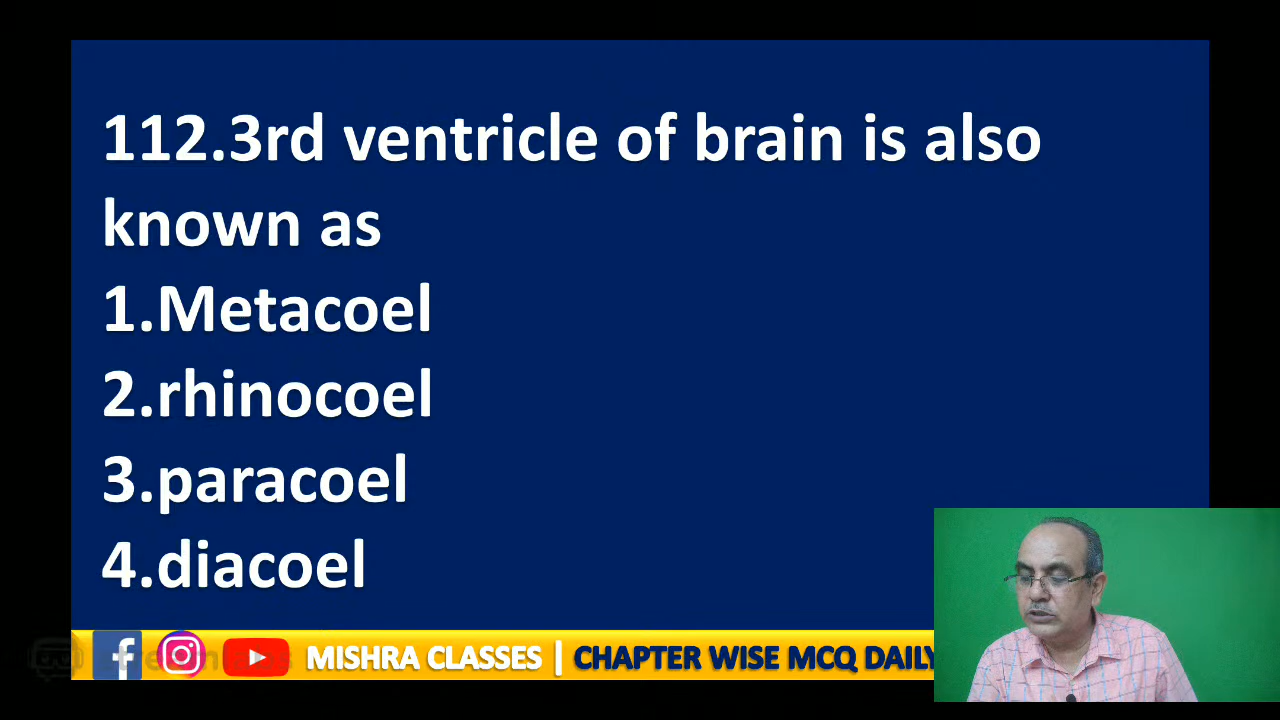 112.3rd ventricle of brain is also
known as
1.Metacoel
2.rhinocoel
3.paracoel
4.diacoel
MISHRA CLASSES | CHAPTER WISE MCQ DAILY